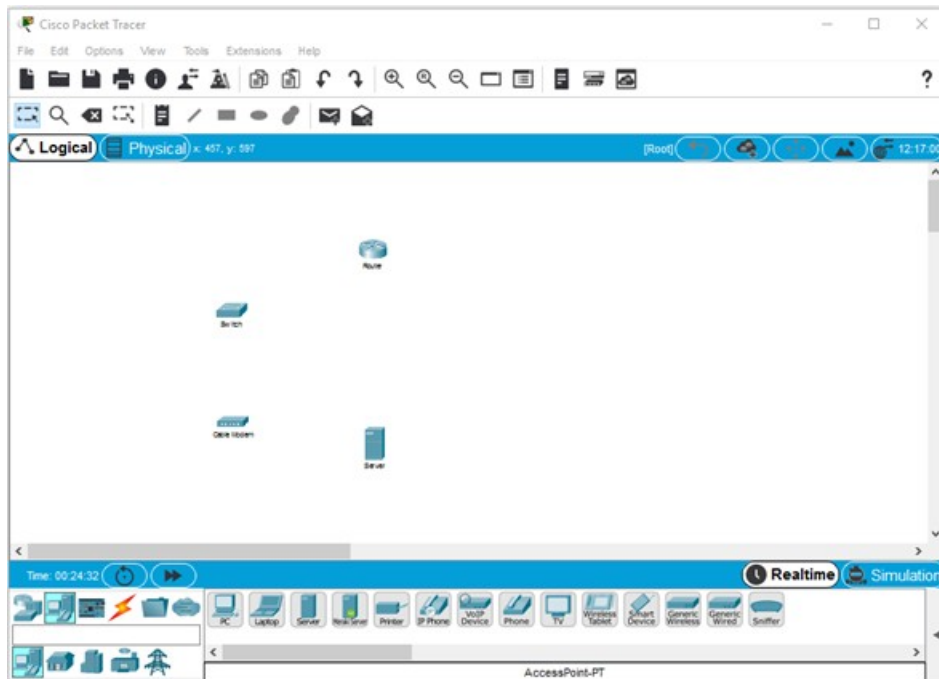 Cisco Packet Tracer
File Edit Options View Tools Extensions Help
?
Logical Physical x: 457, y: 597 [Root] 12:17:00
Router
Switch
Cable Modem
Server
Time: 00:24:32 Realtime Simulation
PC Laptop Server Printer IP Phone VoIP Device Phone TV Wireless Tablet Smart Device Generic Wireless Generic Wired Sniffer
AccessPoint-PT